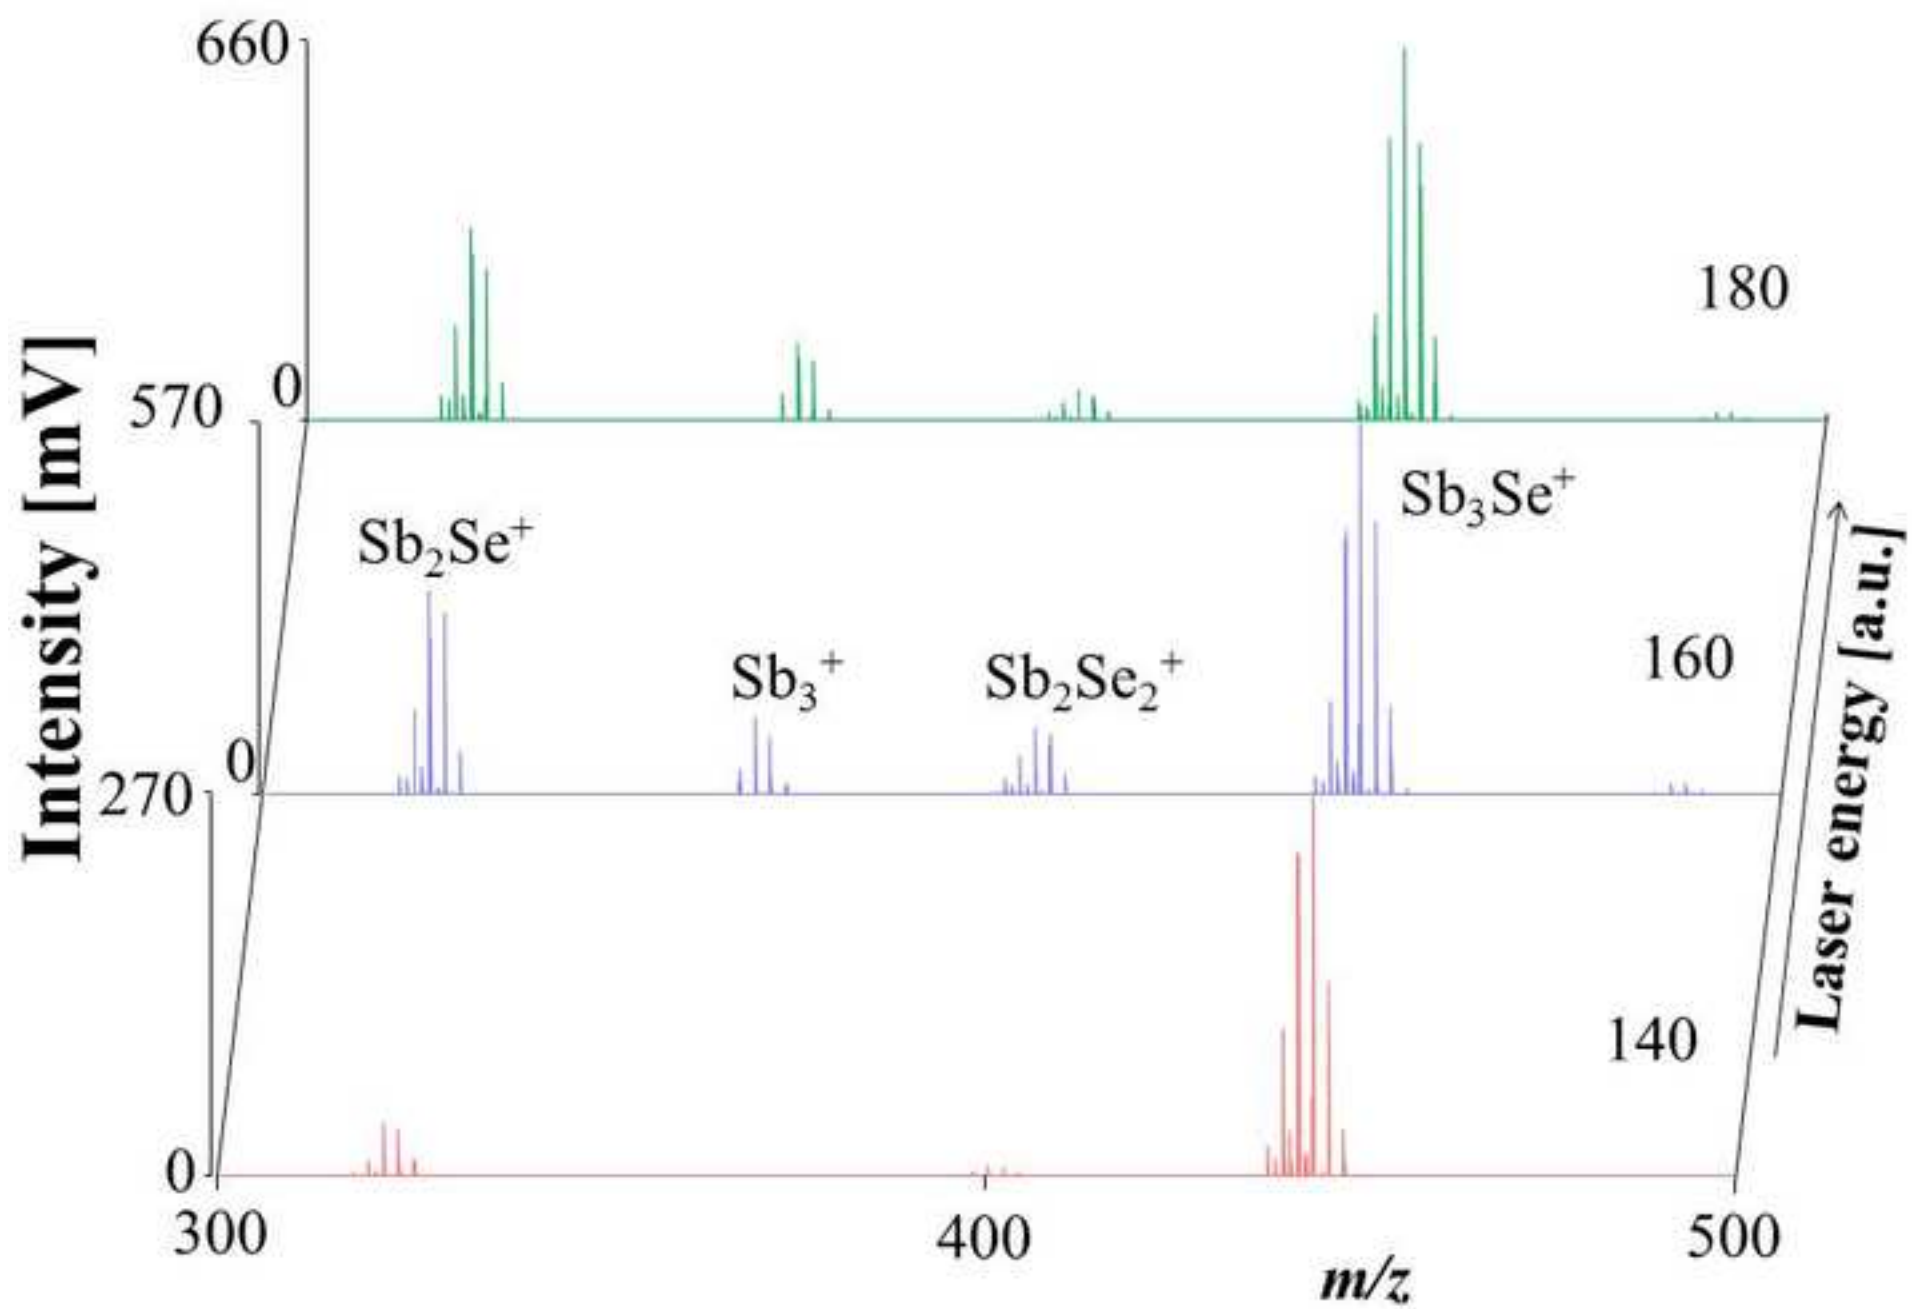 660
0
180
570
Sb₃Se⁺
Sb₂Se⁺
Sb₃⁺
Sb₂Se₂⁺
160
0
270
140
0
300
400
500
m/z
Intensity [mV]
Laser energy [a.u.]